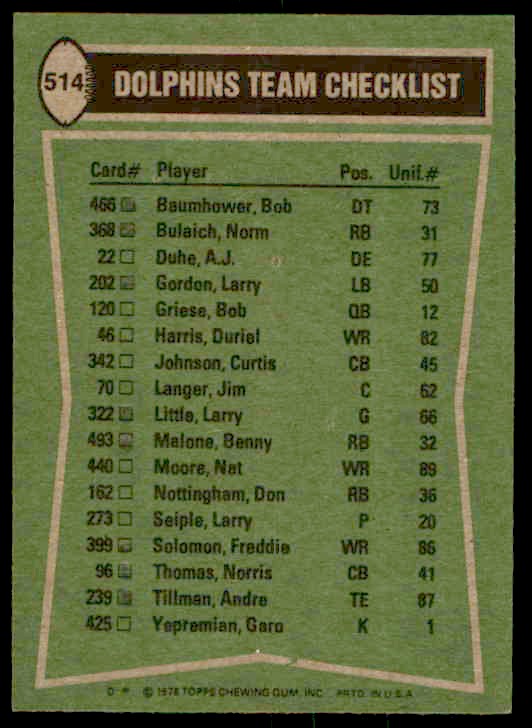 514
DOLPHINS TEAM CHECKLIST
Card# Player Pos. Unif.#
466 Baumhower, Bob DT 73
368 Bulaich, Norm RB 31
22 Duhe, A.J. DE 77
202 Gordon, Larry LB 50
120 Griese, Bob QB 12
46 Harris, Duriel WR 82
342 Johnson, Curtis CB 45
70 Langer, Jim C 62
322 Little, Larry G 66
493 Malone, Benny RB 32
440 Moore, Nat WR 89
162 Nottingham, Don RB 36
273 Seiple, Larry P 20
399 Solomon, Freddie WR 86
96 Thomas, Norris CB 41
239 Tillman, Andre TE 87
425 Yepremian, Garo K 1
© 1978 TOPPS CHEWING GUM, INC. PRTD. IN U.S.A.